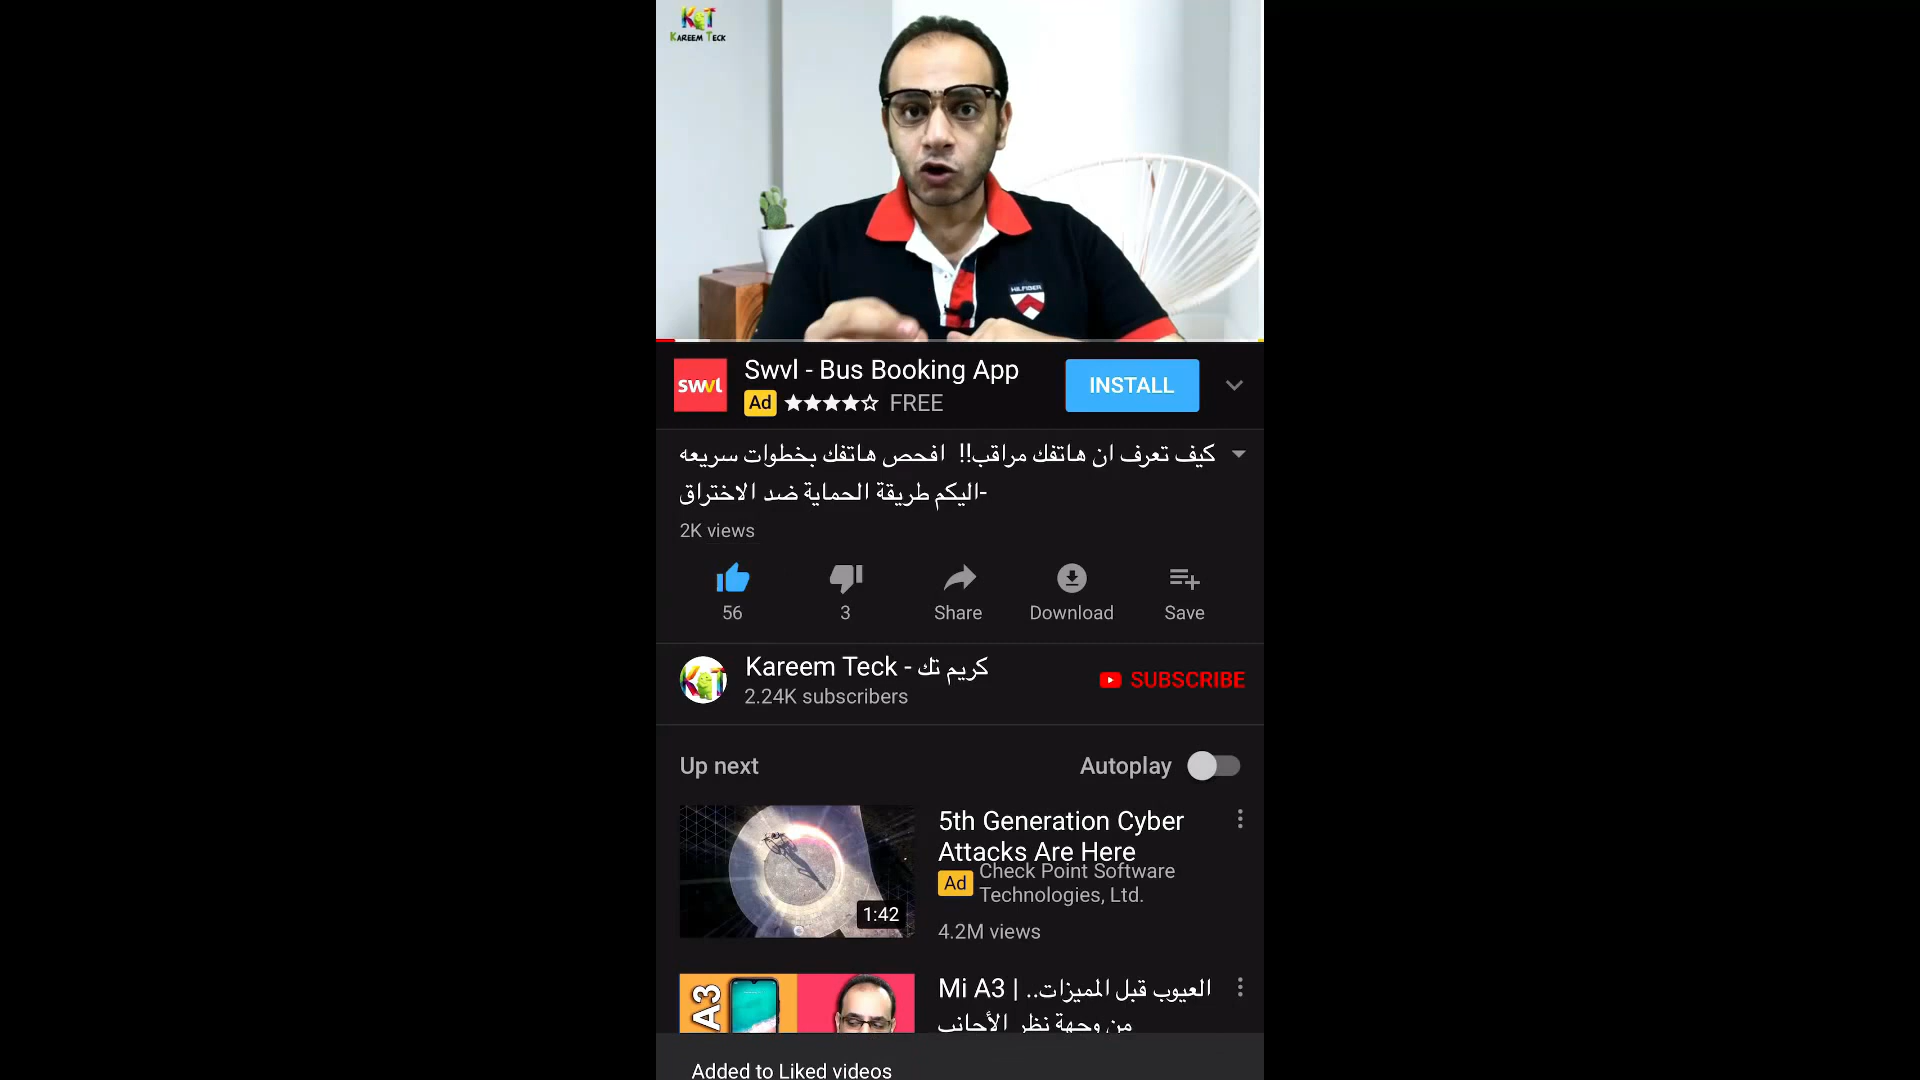 KT
KAREEM TECK
HILFIGER
swvl
Swvl - Bus Booking App
INSTALL
Ad ★★★★☆ FREE
كيف تعرف ان هاتفك مراقب!! افحص هاتفك بخطوات سريعه
-اليكم طريقة الحماية ضد الاختراق
2K views
56
3
Share
Download
Save
KT
Kareem Teck - كريم تك
2.24K subscribers
SUBSCRIBE
Up next
Autoplay
5th Generation Cyber
Attacks Are Here
Ad
Check Point Software
Technologies, Ltd.
4.2M views
1:42
A3
Mi A3 | العيوب قبل المميزات..
من وجهة نظر الأجانب
Added to Liked videos